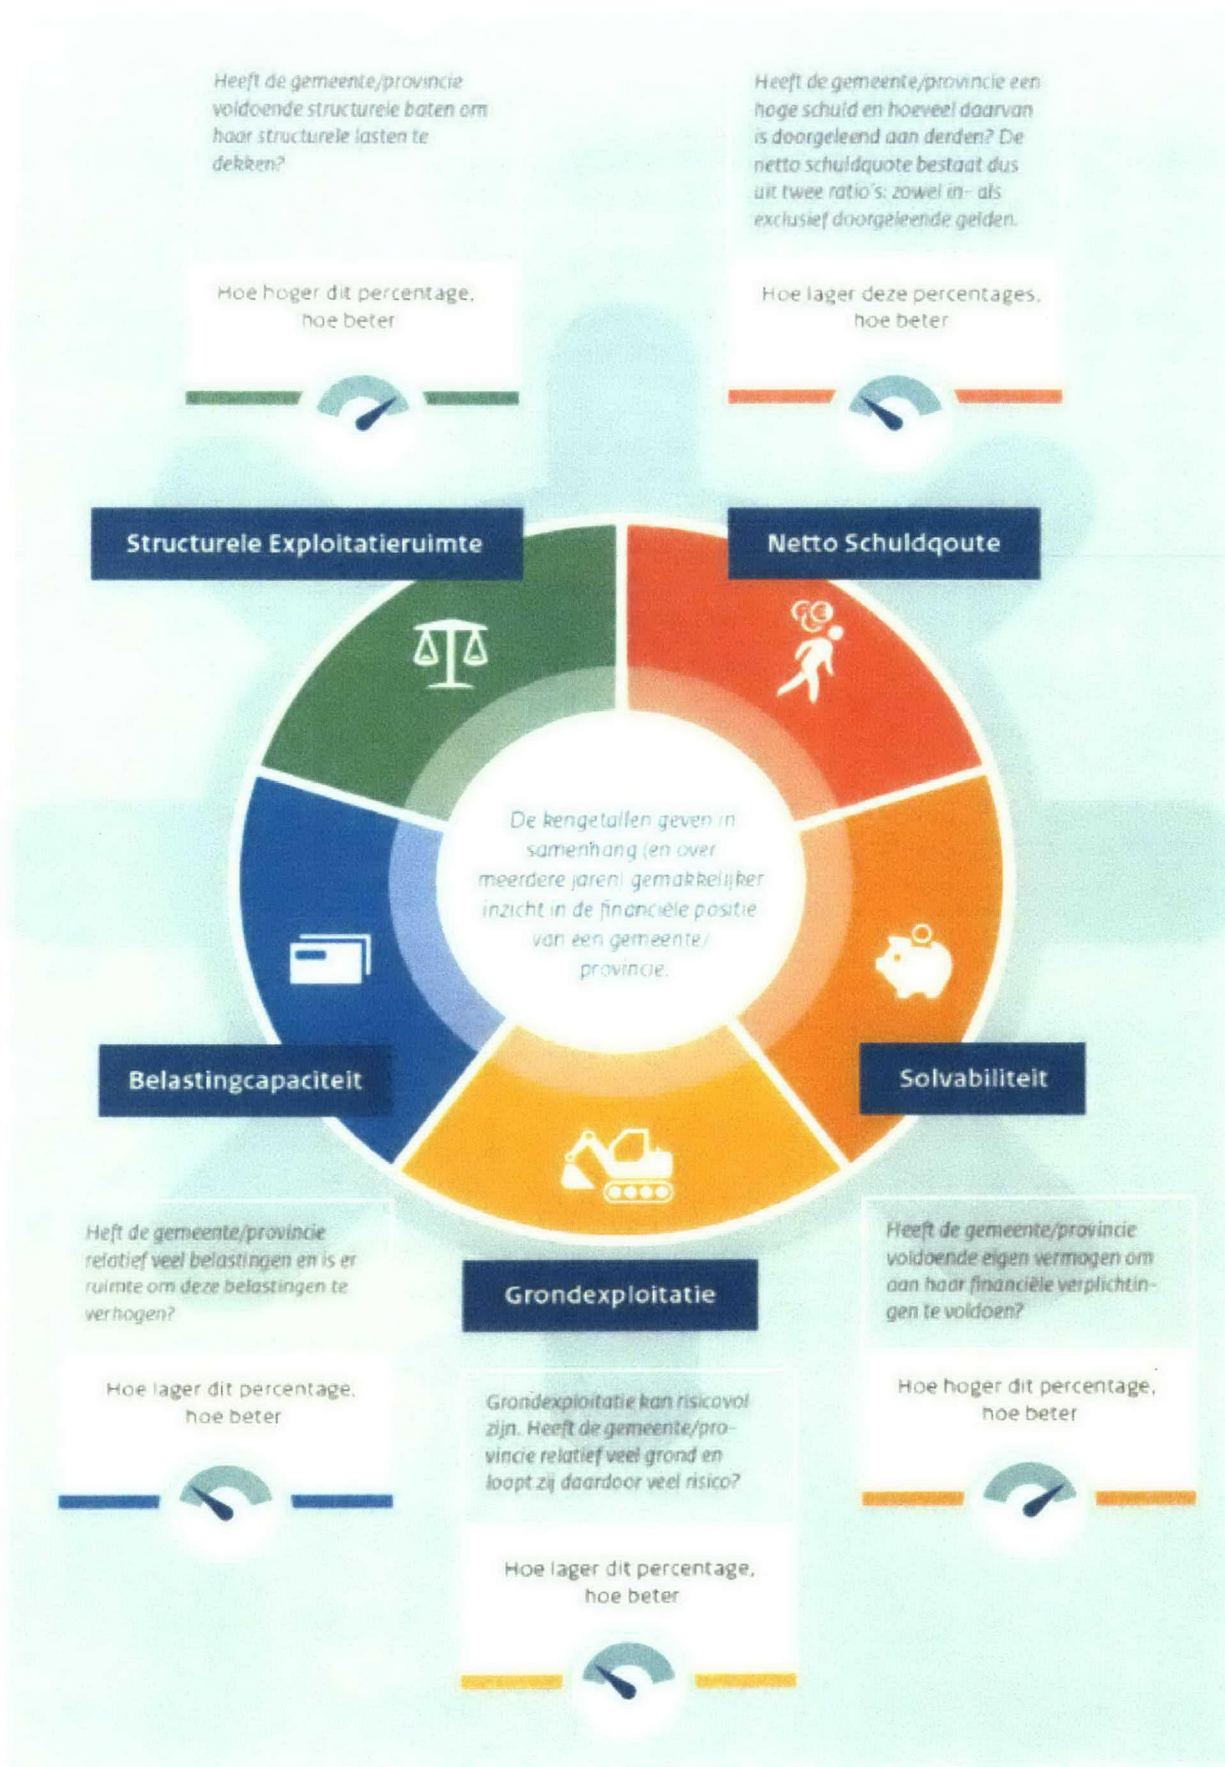 Heeft de gemeente/provincie
voldoende structurele baten om
haar structurele lasten te
dekken?
Hoe hoger dit percentage,
hoe beter
Heeft de gemeente/provincie een
hoge schuld en hoeveel daarvan
is doorgeleend aan derden? De
netto schuldquote bestaat dus
uit twee ratio's: zowel in- als
exclusief doorgeleende gelden.
Hoe lager deze percentages,
hoe beter
Structurele Exploitatieruimte
Netto Schuldqoute
De kengetallen geven in
samenhang (en over
meerdere jaren) gemakkelijker
inzicht in de financiële positie
van een gemeente/
provincie.
Belastingcapaciteit
Solvabiliteit
Heft de gemeente/provincie
relatief veel belastingen en is er
ruimte om deze belastingen te
verhogen?
Hoe lager dit percentage,
hoe beter
Grondexploitatie
Grondexploitatie kan risicovol
zijn. Heeft de gemeente/pro-
vincie relatief veel grond en
loopt zij daardoor veel risico?
Hoe lager dit percentage,
hoe beter
Heeft de gemeente/provincie
voldoende eigen vermogen om
aan haar financiële verplichtin-
gen te voldoen?
Hoe hoger dit percentage,
hoe beter